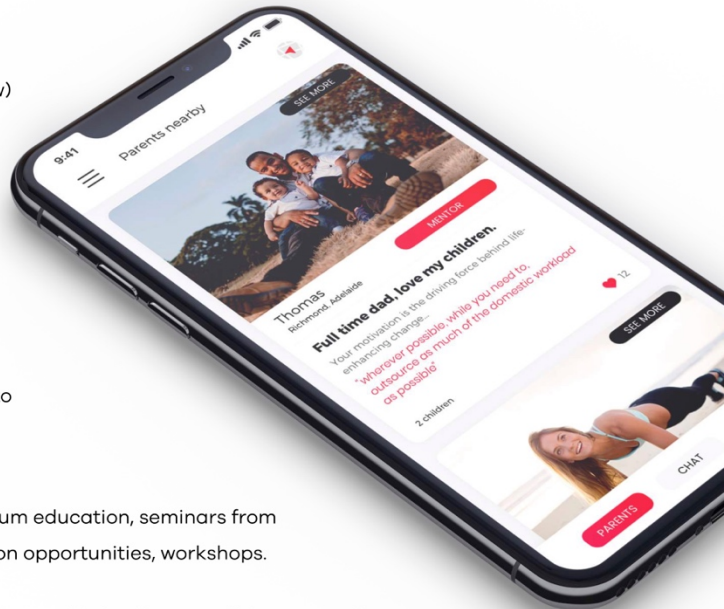 9:41
Parents nearby
SEE MORE
MENTOR
Thomas
Richmond, Adelaide
Full time dad, love my children.
Your motivation is the driving force behind life-
enhancing change...
"wherever possible, while you need to,
outsource as much of the domestic workload
as possible"
12
2 children
SEE MORE
PARENTS
CHAT
education, seminars from
opportunities, workshops.